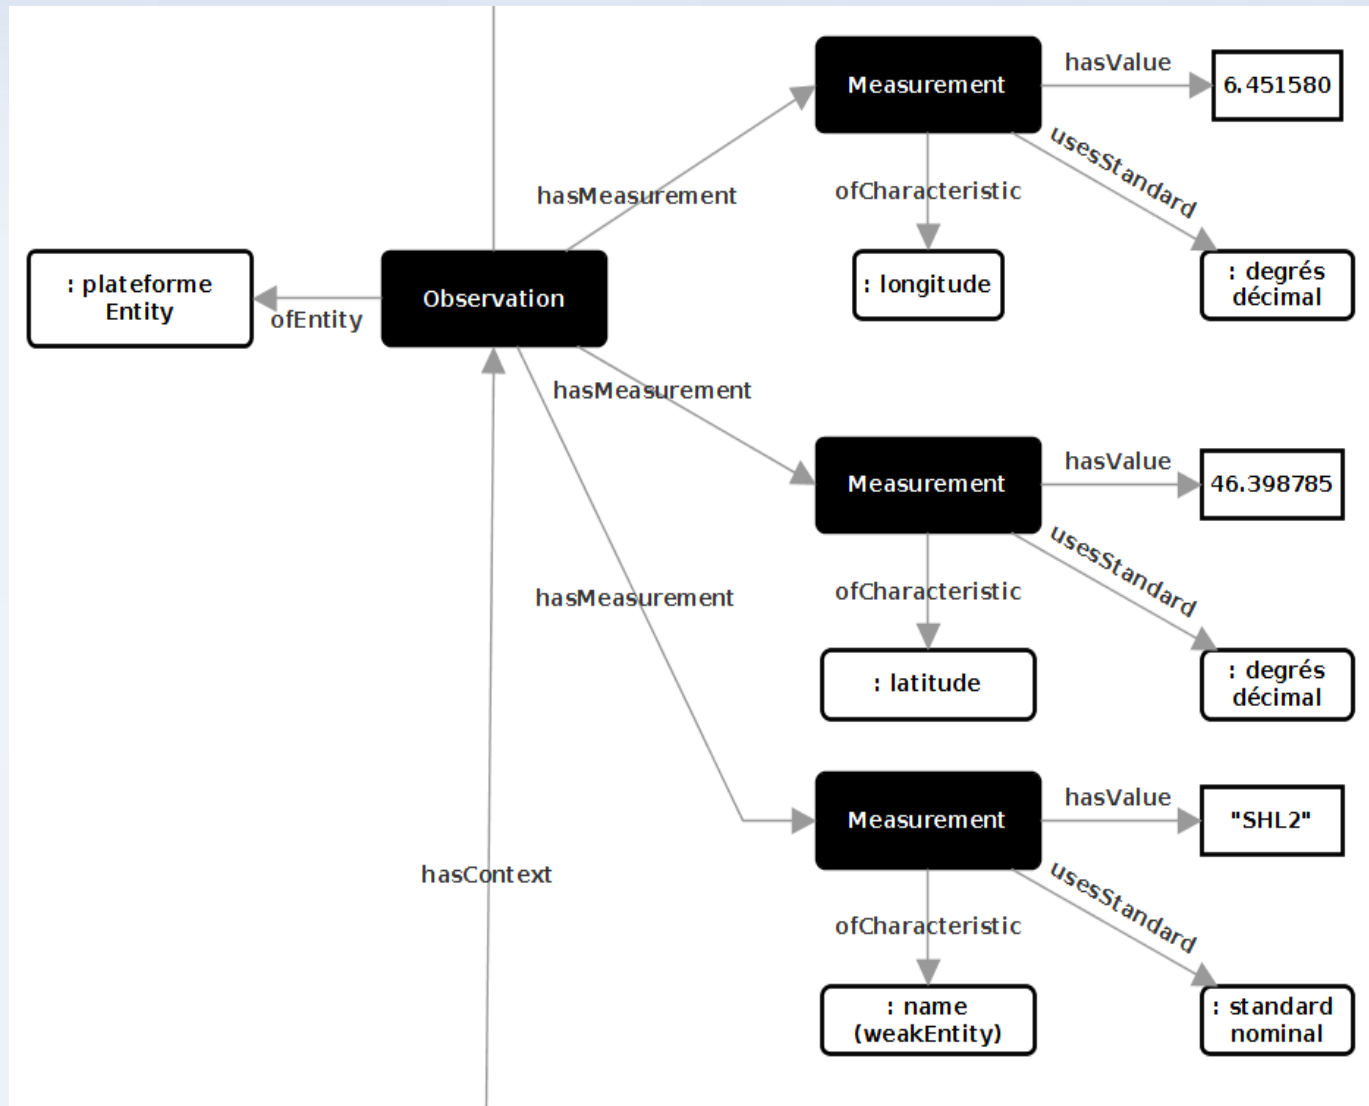 Measurement
hasValue
6.451580
usesStandard
hasMeasurement
ofCharacteristic
: longitude
: degrés
décimal
: plateforme
Entity
ofEntity
Observation
hasMeasurement
Measurement
hasValue
46.398785
usesStandard
hasMeasurement
ofCharacteristic
: latitude
: degrés
décimal
Measurement
hasValue
"SHL2"
hasContext
usesStandard
ofCharacteristic
: name
(weakEntity)
: standard
nominal